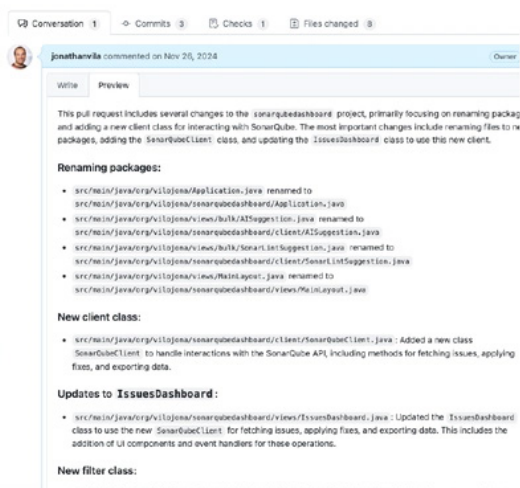 Conversation 1 Commits 3 Checks 1 Files changed 8
jonathanvila commented on Nov 26, 2024 Owner
Write Preview
This pull request includes several changes to the sonarqubedashboard project, primarily focusing on renaming packag
and adding a new client class for interacting with SonarQube. The most important changes include renaming files to ne
packages, adding the SonarQubeClient class, and updating the IssuesDashboard class to use this new client.
Renaming packages:
• src/main/java/org/vilojona/Application.java renamed to
src/main/java/org/vilojona/sonarqubedashboard/Application.java
• src/main/java/org/vilojona/views/bulk/AISuggestion.java renamed to
src/main/java/org/vilojona/sonarqubedashboard/client/AISuggestion.java
• src/main/java/org/vilojona/views/bulk/SonarLintSuggestion.java renamed to
src/main/java/org/vilojona/sonarqubedashboard/client/SonarLintSuggestion.java
• src/main/java/org/vilojona/views/MainLayout.java renamed to
src/main/java/org/vilojona/sonarqubedashboard/views/MainLayout.java
New client class:
• src/main/java/org/vilojona/sonarqubedashboard/client/SonarQubeClient.java : Added a new class
SonarQubeClient to handle interactions with the SonarQube API, including methods for fetching issues, applying
fixes, and exporting data.
Updates to IssuesDashboard:
• src/main/java/org/vilojona/sonarqubedashboard/views/IssuesDashboard.java : Updated the IssuesDashboard
class to use the new SonarQubeClient for fetching issues, applying fixes, and exporting data. This includes the
addition of UI components and event handlers for these operations.
New filter class: